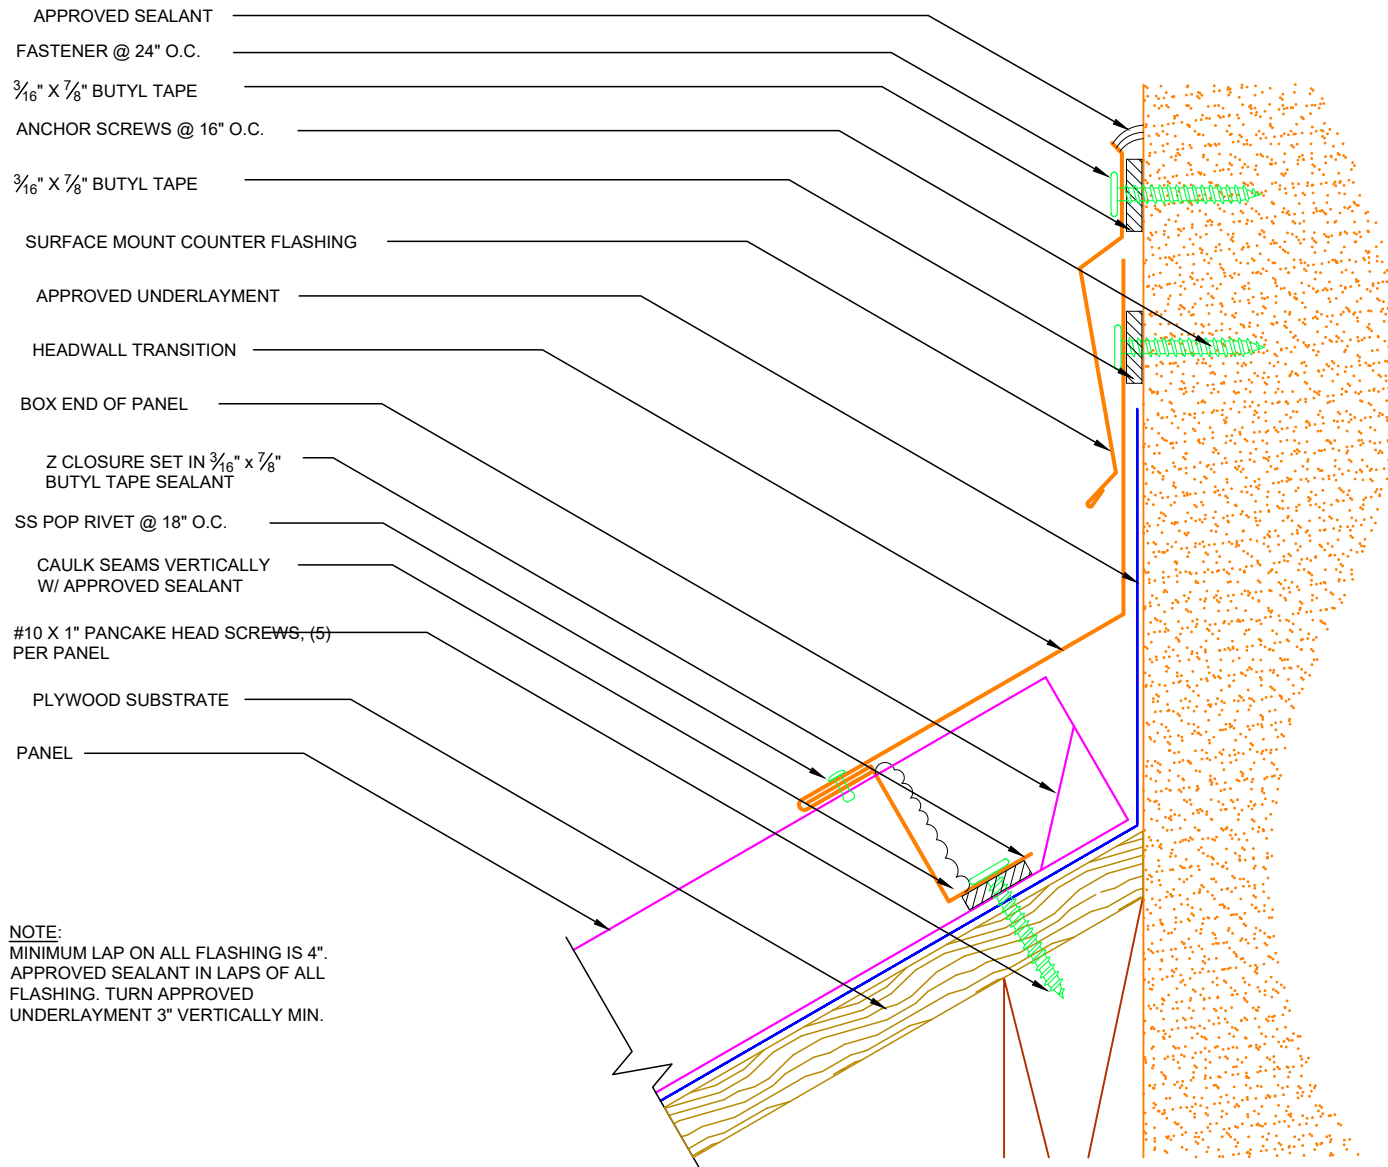 APPROVED SEALANT
FASTENER @ 24" O.C.
3/16" X 7/8" BUTYL TAPE
ANCHOR SCREWS @ 16" O.C.
3/16" X 7/8" BUTYL TAPE
SURFACE MOUNT COUNTER FLASHING
APPROVED UNDERLAYMENT
HEADWALL TRANSITION
BOX END OF PANEL
Z CLOSURE SET IN 3/16" x 7/8"
BUTYL TAPE SEALANT
SS POP RIVET @ 18" O.C.
CAULK SEAMS VERTICALLY
W/ APPROVED SEALANT
#10 X 1" PANCAKE HEAD SCREWS, (5)
PER PANEL
PLYWOOD SUBSTRATE
PANEL
NOTE:
MINIMUM LAP ON ALL FLASHING IS 4".
APPROVED SEALANT IN LAPS OF ALL
FLASHING. TURN APPROVED
UNDERLAYMENT 3" VERTICALLY MIN.